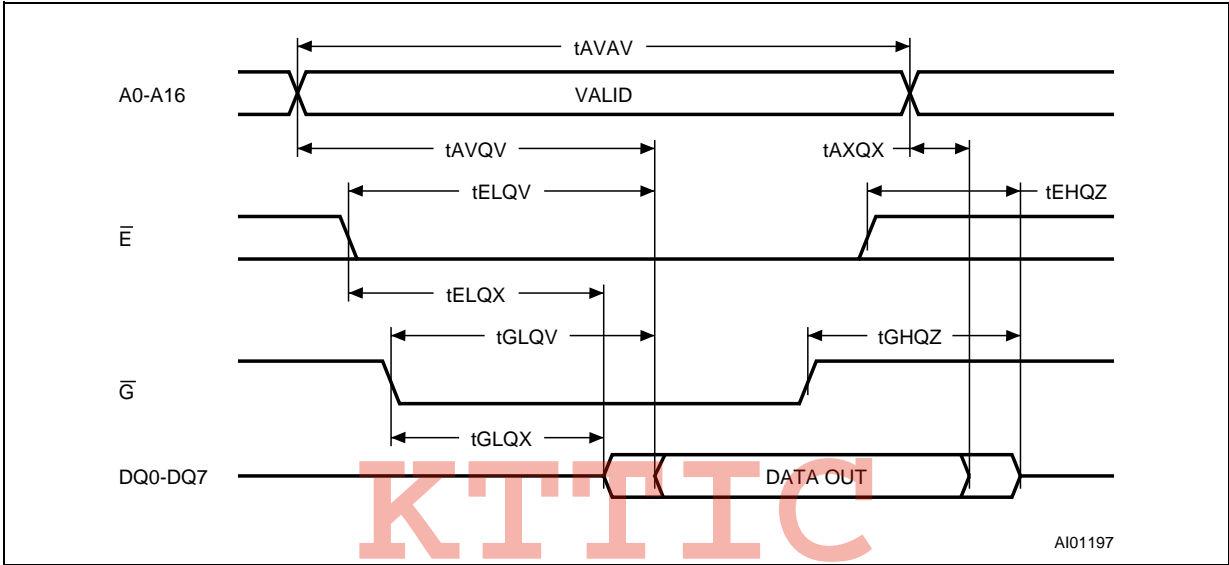 tAVAV
A0-A16
VALID
tAVQV
tAXQX
tELQV
tEHQZ
E̅
tELQX
tGLQV
tGHQZ
G̅
tGLQX
DQ0-DQ7
DATA OUT
KTTIC
AI01197